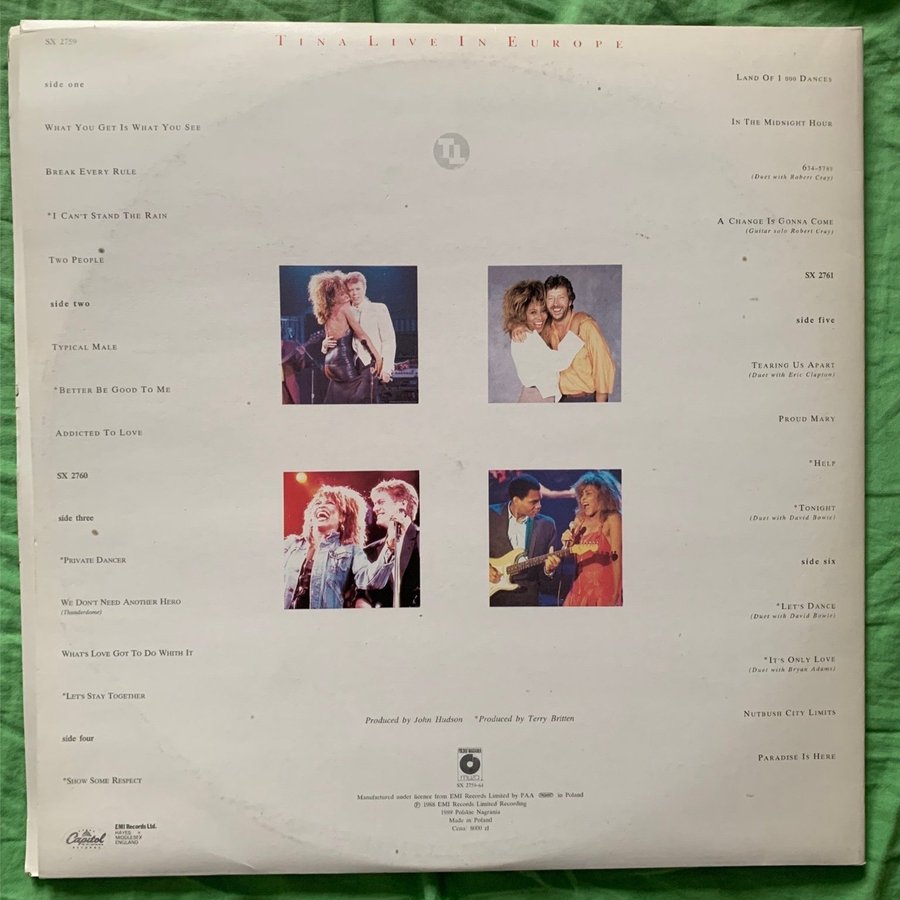 SX 2759
TINA LIVE IN EUROPE
side one
WHAT YOU GET IS WHAT YOU SEE
BREAK EVERY RULE
*I CAN'T STAND THE RAIN
TWO PEOPLE
side two
TYPICAL MALE
*BETTER BE GOOD TO ME
ADDICTED TO LOVE
SX 2760
side three
*PRIVATE DANCER
WE DON'T NEED ANOTHER HERO
(Thunderdome)
WHAT'S LOVE GOT TO DO WHITH IT
*LET'S STAY TOGETHER
side four
*SHOW SOME RESPECT
LAND OF 1 000 DANCES
IN THE MIDNIGHT HOUR
634-5789
(Duet with Robert Cray)
A CHANGE IS GONNA COME
(Guitar solo Robert Cray)
SX 2761
side five
TEARING US APART
(Duet with Eric Clapton)
PROUD MARY
*HELP
*TONIGHT
(Duet with David Bowie)
side six
*LET'S DANCE
(Duet with David Bowie)
*IT'S ONLY LOVE
(Duet with Bryan Adams)
NUTBUSH CITY LIMITS
PARADISE IS HERE
TL
Produced by John Hudson *Produced by Terry Britten
POLSKIE NAGRANIA
muza
SX 2759-61
Manufactured under licence from EMI Records Limited by PAA in Poland
℗ 1988 EMI Records Limited Recording
1989 Polskie Nagrania
Made in Poland
Cena: 8000 zł
Capitol
RECORDS
EMI Records Ltd.
HAYES
MIDDLESEX
ENGLAND